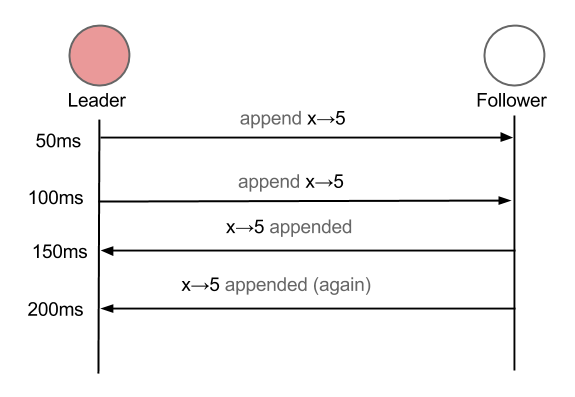 Leader
Follower
append x→5
50ms
append x→5
100ms
x→5 appended
150ms
x→5 appended (again)
200ms